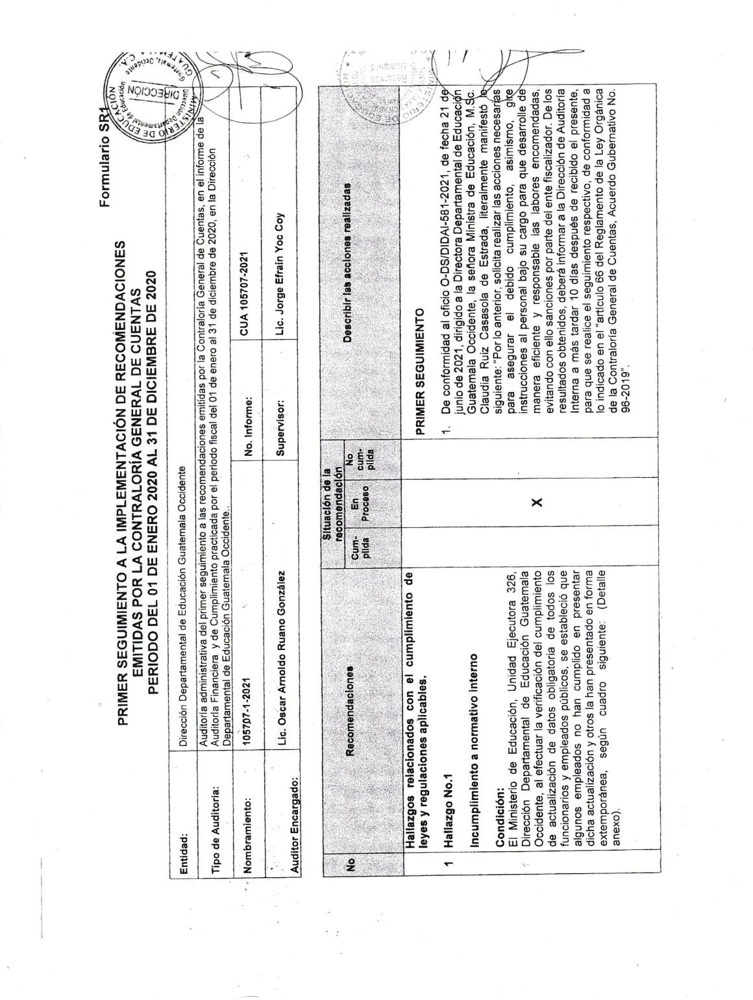 Formulario SR1
PRIMER SEGUIMIENTO A LA IMPLEMENTACIÓN DE RECOMENDACIONES
EMITIDAS POR LA CONTRALORÍA GENERAL DE CUENTAS
PERIODO DEL 01 DE ENERO 2020 AL 31 DE DICIEMBRE DE 2020
MINISTERIO DE EDUCACIÓN
Dirección Departamental de Educación
Guatemala, Occidente
DIRECCIÓN
GUATEMALA, C.A.
Entidad:
Dirección Departamental de Educación Guatemala Occidente
Tipo de Auditoria:
Auditoría administrativa del primer seguimiento a las recomendaciones emitidas por la Contraloría General de Cuentas, en el informe de la
Auditoría Financiera y de Cumplimiento practicada por el periodo fiscal del 01 de enero al 31 de diciembre de 2020, en la Dirección
Departamental de Educación Guatemala Occidente..
Nombramiento:
105707-1-2021
No. Informe:
CUA 105707-2021
Auditor Encargado:
Lic. Oscar Arnoldo Ruano González
Supervisor:
Lic. Jorge Efraín Yoc Coy
MINISTERIO DE EDUCACIÓN
Recursos
Humanos
No
Recomendaciones
Situación de la
recomendación
Cum-
plida
En
Proceso
No
cum-
plida
Describir las acciones realizadas
Hallazgos relacionados con el cumplimiento de
leyes y regulaciones aplicables.
1
Hallazgo No.1
Incumplimiento a normativo interno
Condición:
El Ministerio de Educación, Unidad Ejecutora 326,
Dirección Departamental de Educación Guatemala
Occidente, al efectuar la verificación del cumplimiento
de actualización de datos obligatoria de todos los
funcionarios y empleados públicos, se estableció que
algunos empleados no han cumplido en presentar
dicha actualización y otros la han presentado en forma
extemporánea, según cuadro siguiente: (Detalle
anexo).
X
PRIMER SEGUIMIENTO
1. De conformidad al oficio O-DS/DIDAI-581-2021, de fecha 21 de
junio de 2021, dirigido a la Directora Departamental de Educación
Guatemala Occidente, la señora Ministra de Educación, M.Sc.
Claudia Ruiz Casasola de Estrada, literalmente manifestó lo
siguiente: "Por lo anterior, solicita realizar las acciones necesarias
para asegurar el debido cumplimiento, asimismo, gire
instrucciones al personal bajo su cargo para que desarrolle de
manera eficiente y responsable las labores encomendadas,
evitando con ello sanciones por parte del ente fiscalizador. De los
resultados obtenidos, deberá informar a la Dirección de Auditoría
Interna a más tardar 10 días después de recibido el presente,
para que se realice el seguimiento respectivo, de conformidad a
lo indicado en el "artículo 66 del Reglamento de la Ley Orgánica
de la Contraloría General de Cuentas, Acuerdo Gubernativo No.
96-2019".